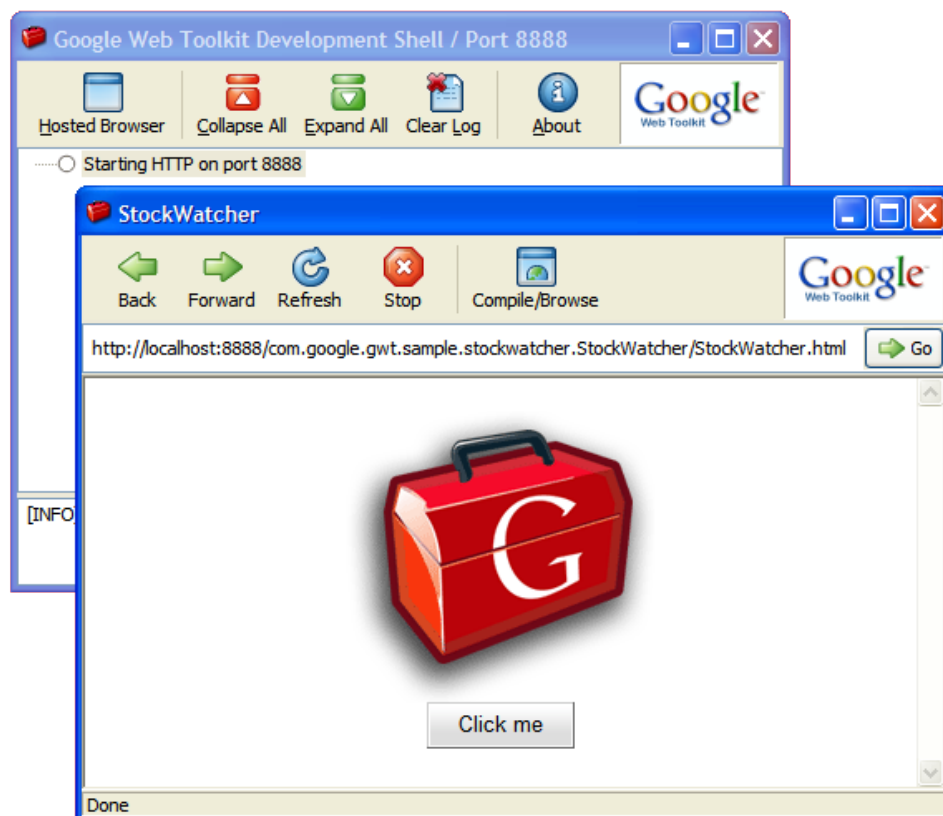 Google Web Toolkit Development Shell / Port 8888
Hosted Browser Collapse All Expand All Clear Log About
Google
Web Toolkit
Starting HTTP on port 8888
StockWatcher
Back Forward Refresh Stop Compile/Browse
Google
Web Toolkit
http://localhost:8888/com.google.gwt.sample.stockwatcher.StockWatcher/StockWatcher.html Go
G
[INFO]
Click me
Done